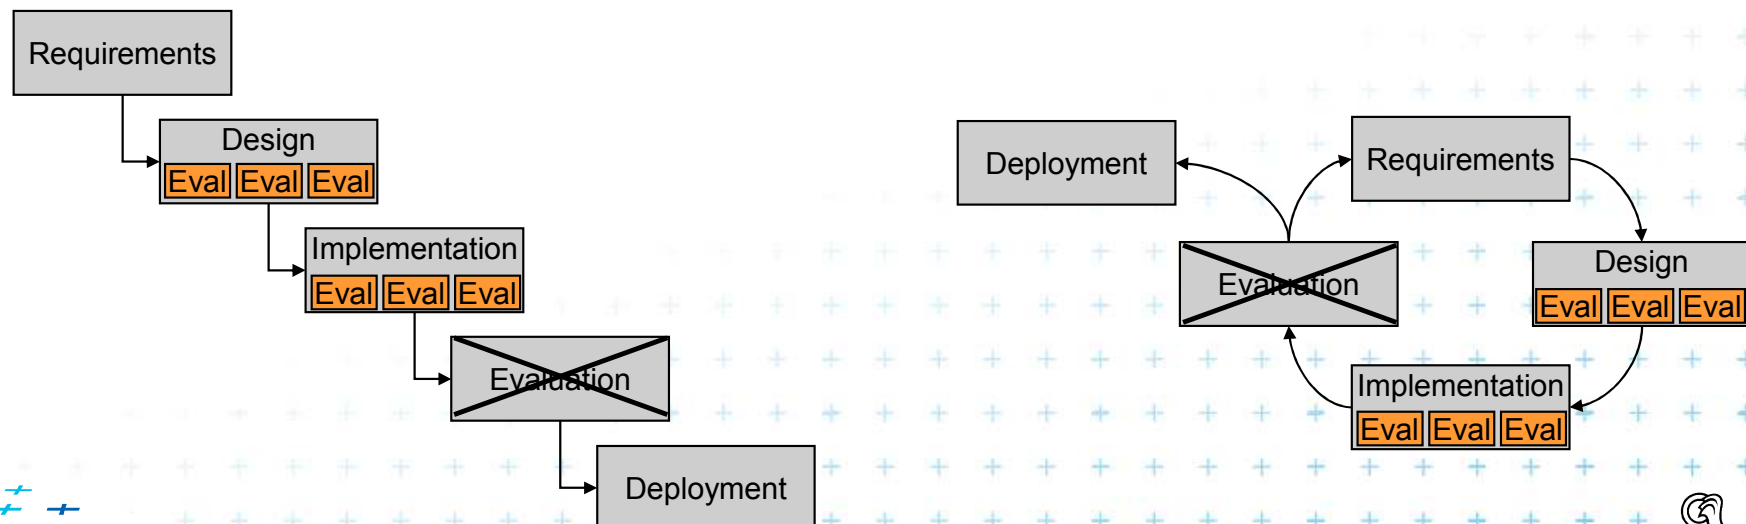 Requirements
Design
Eval Eval Eval
Implementation
Eval Eval Eval
Evaluation
Deployment
Deployment
Requirements
Evaluation
Design
Eval Eval Eval
Implementation
Eval Eval Eval